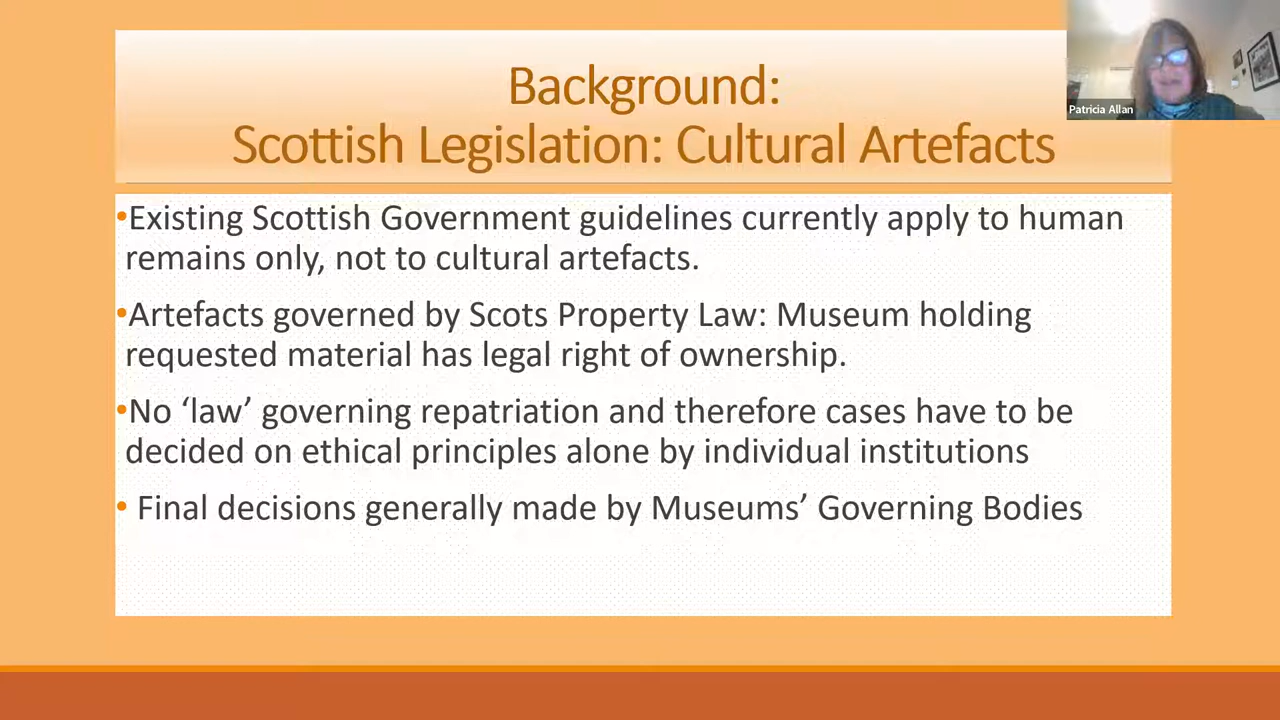 Background:
Scottish Legislation: Cultural Artefacts
Patricia Allan
•Existing Scottish Government guidelines currently apply to human
remains only, not to cultural artefacts.
•Artefacts governed by Scots Property Law: Museum holding
requested material has legal right of ownership.
•No ‘law’ governing repatriation and therefore cases have to be
decided on ethical principles alone by individual institutions
• Final decisions generally made by Museums’ Governing Bodies